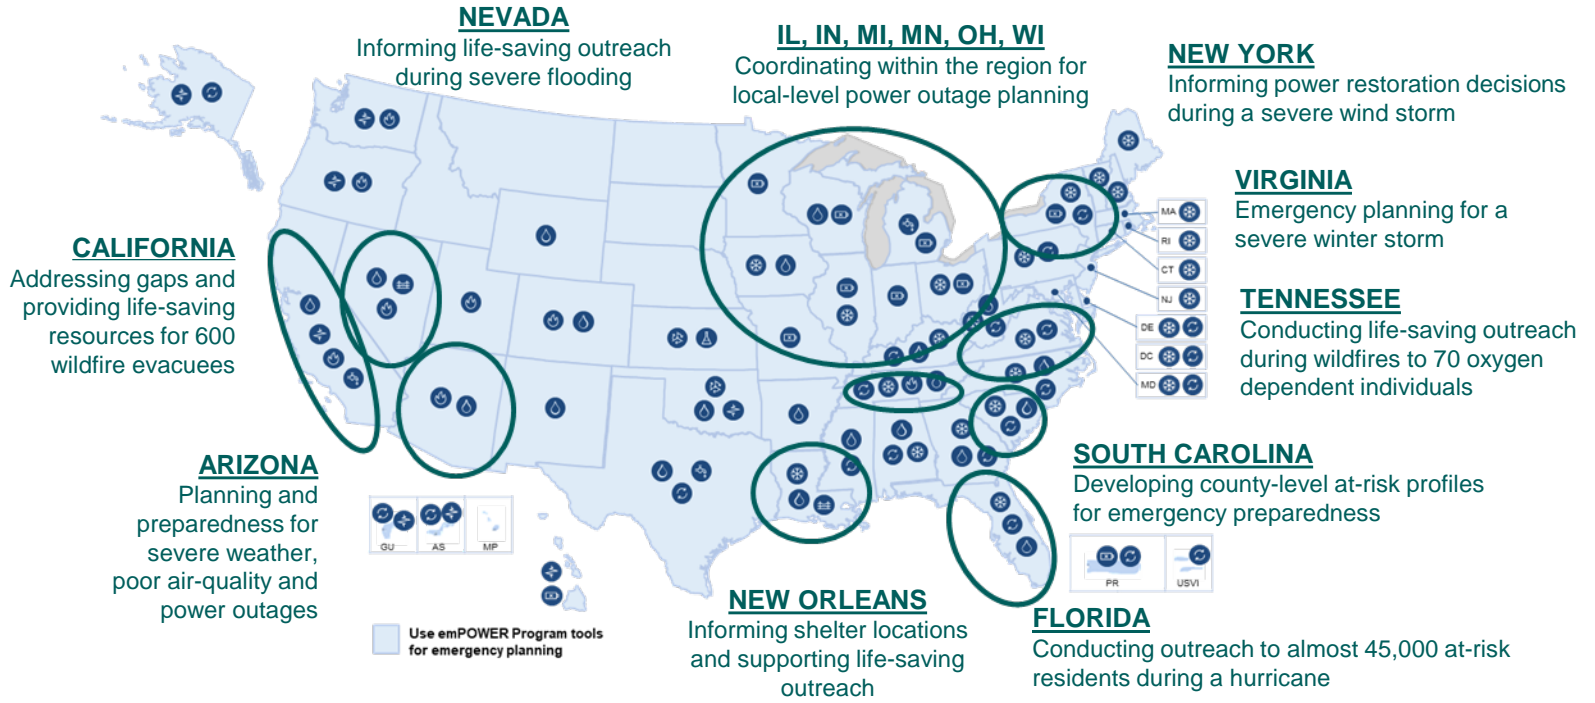 NEVADA
Informing life-saving outreach
during severe flooding
IL, IN, MI, MN, OH, WI
Coordinating within the region for
local-level power outage planning
NEW YORK
Informing power restoration decisions
during a severe wind storm
VIRGINIA
Emergency planning for a
severe winter storm
CALIFORNIA
Addressing gaps and
providing life-saving
resources for 600
wildfire evacuees
TENNESSEE
Conducting life-saving outreach
during wildfires to 70 oxygen
dependent individuals
MA
RI
CT
NJ
DE
DC
MD
ARIZONA
Planning and
preparedness for
severe weather,
poor air-quality and
power outages
SOUTH CAROLINA
Developing county-level at-risk profiles
for emergency preparedness
GU
AS
MP
PR
USVI
Use emPOWER Program tools
for emergency planning
NEW ORLEANS
Informing shelter locations
and supporting life-saving
outreach
FLORIDA
Conducting outreach to almost 45,000 at-risk
residents during a hurricane